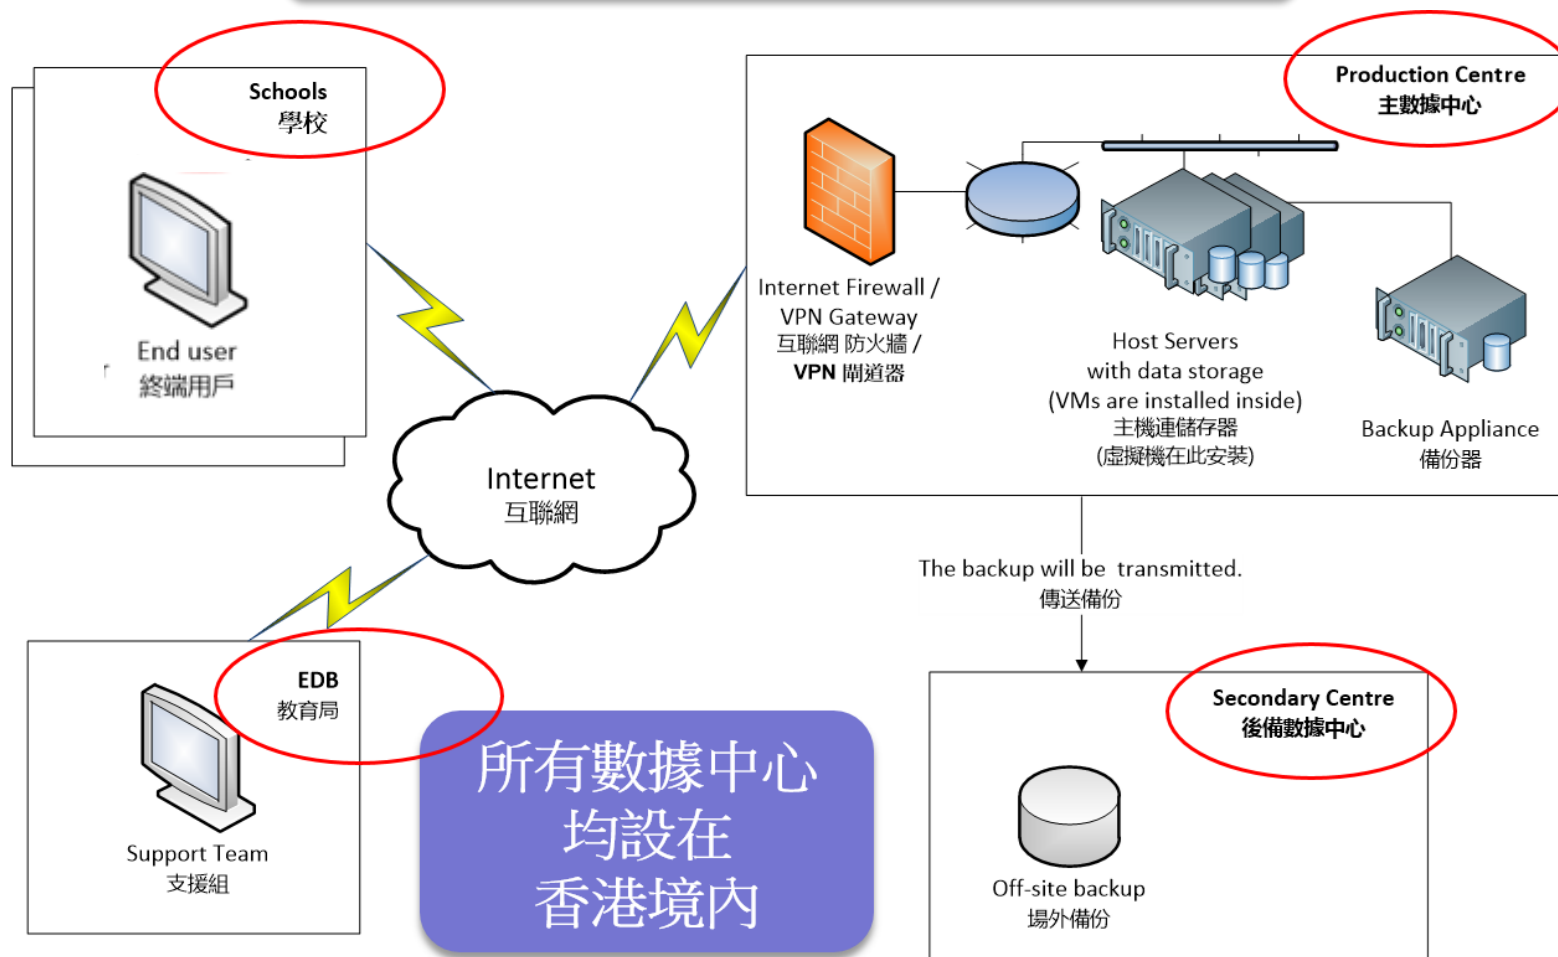 Schools
學校
End user
終端用戶
Production Centre
主數據中心
Internet Firewall /
VPN Gateway
互聯網 防火牆 /
VPN 閘道器
Host Servers
with data storage
(VMs are installed inside)
主機連儲存器
(虛擬機在此安裝)
Backup Appliance
備份器
Internet
互聯網
The backup will be  transmitted.
傳送備份
EDB
教育局
Support Team
支援組
所有數據中心
均設在
香港境內
Secondary Centre
後備數據中心
Off-site backup
場外備份